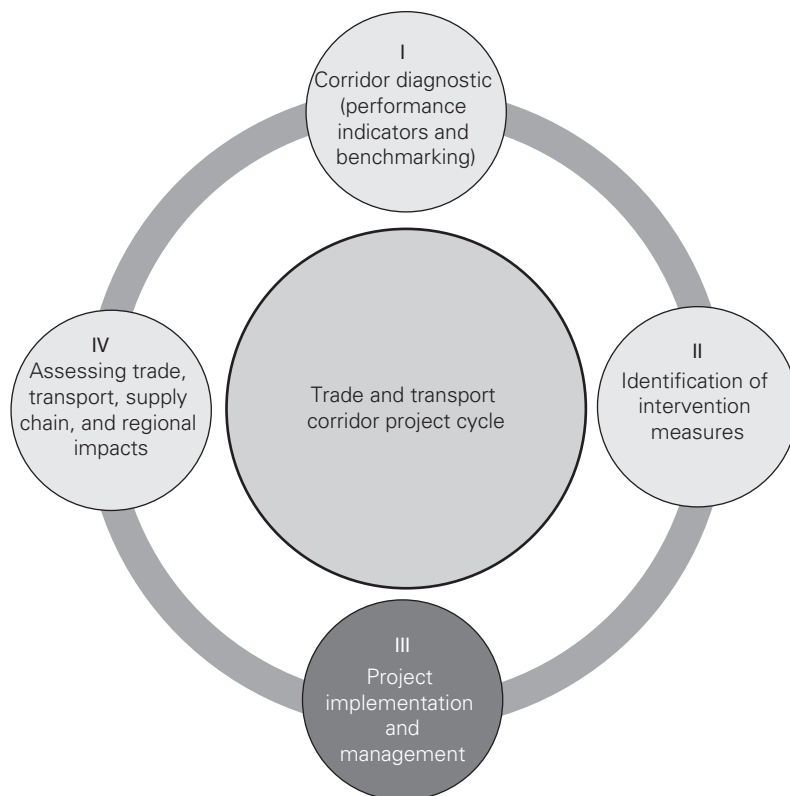 I
Corridor diagnostic
(performance
indicators and
benchmarking)
II
Identification of
intervention
measures
III
Project
implementation
and
management
IV
Assessing trade,
transport, supply
chain, and regional
impacts
Trade and transport
corridor project cycle